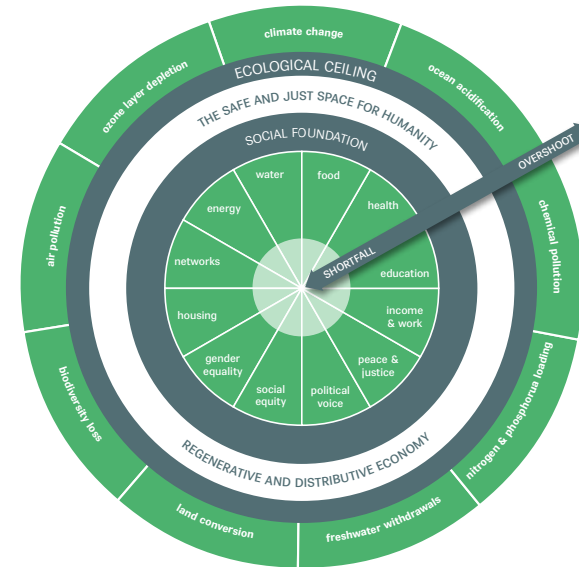 climate change
ocean acidification
chemical pollution
nitrogen & phosphorua loading
freshwater withdrawals
land conversion
biodiversity loss
air pollution
ozone layer depletion
ECOLOGICAL CEILING
THE SAFE AND JUST SPACE FOR HUMANITY
SOCIAL FOUNDATION
water
food
health
education
income
& work
peace &
justice
political
voice
social
equity
gender
equality
housing
networks
energy
SHORTFALL
OVERSHOOT
REGENERATIVE AND DISTRIBUTIVE ECONOMY